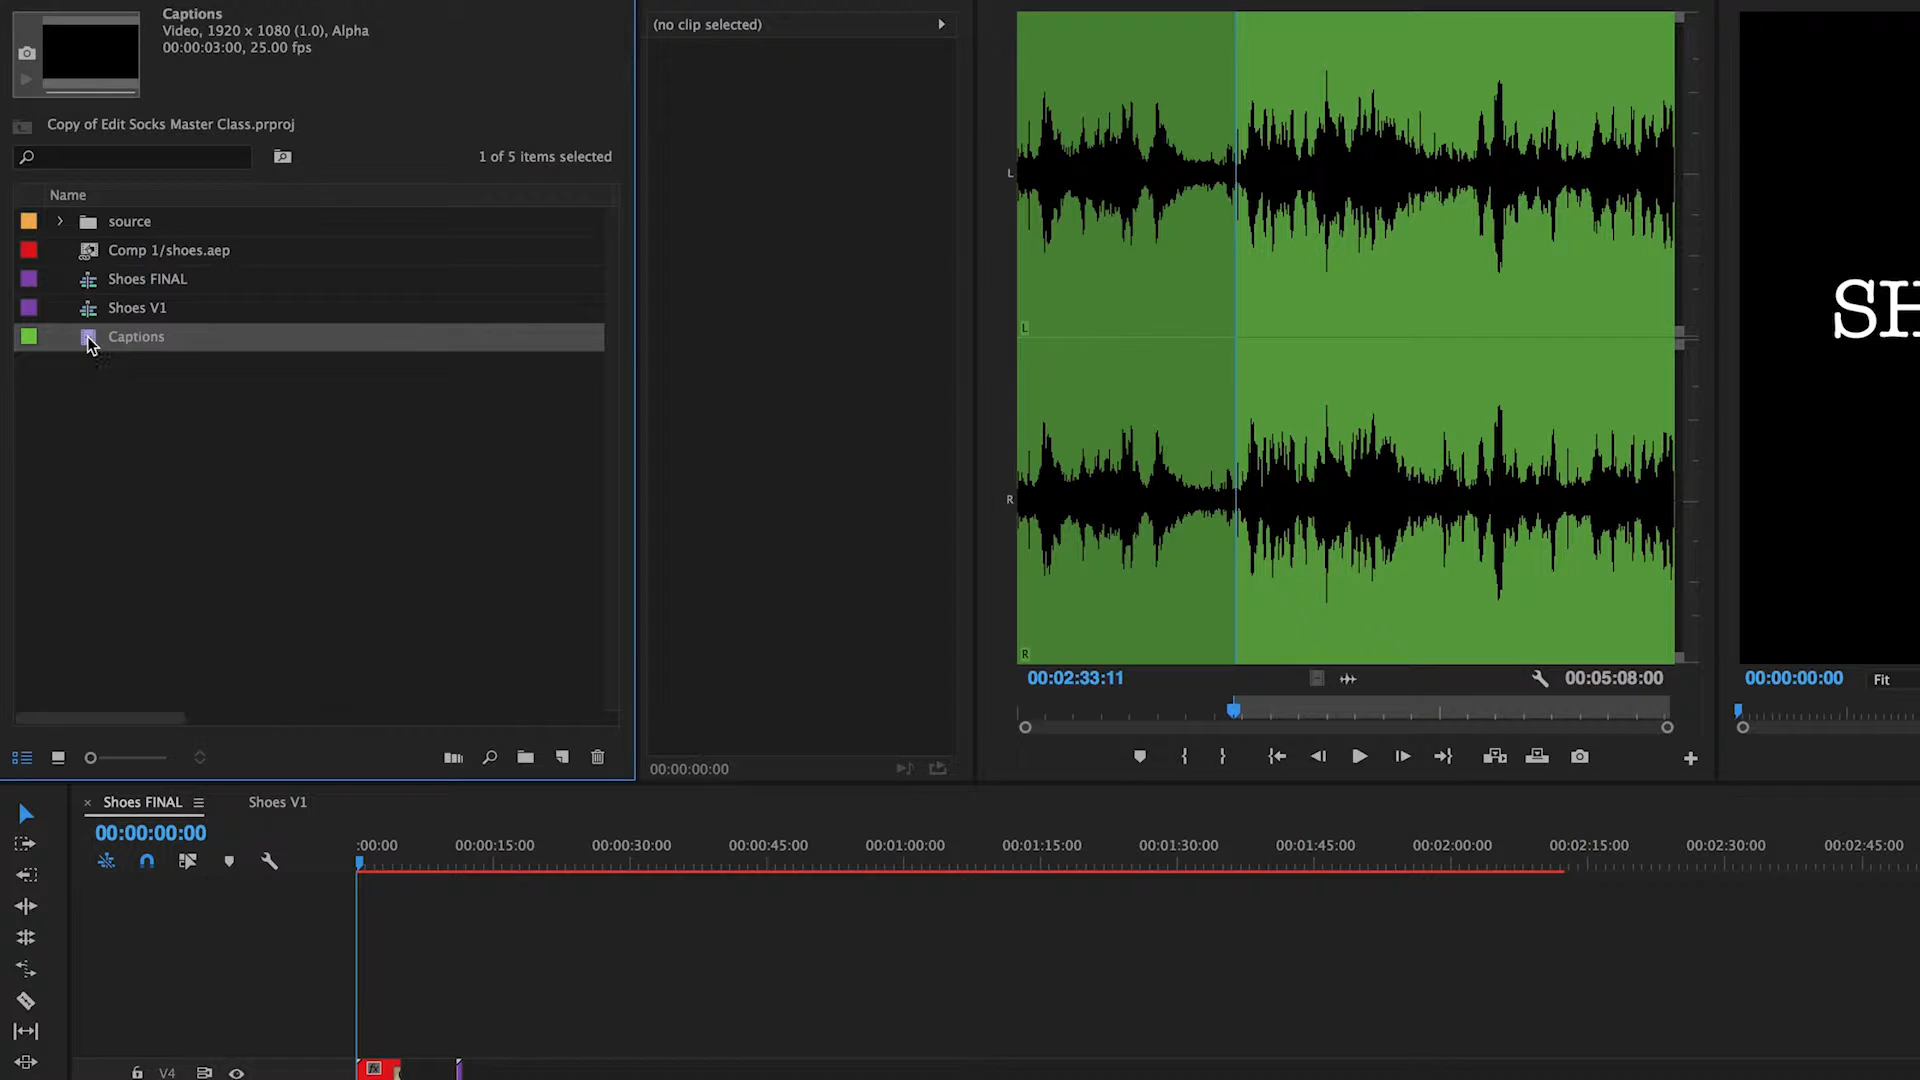 Captions
Video, 1920 x 1080 (1.0), Alpha
00:00:03:00, 25.00 fps
Copy of Edit Socks Master Class.prproj
1 of 5 items selected
Name
source
Comp 1/shoes.aep
Shoes FINAL
Shoes V1
Captions
(no clip selected)
00:00:00:00
L
L
R
R
00:02:33:11
00:05:08:00
SH
00:00:00:00
Fit
× Shoes FINAL
Shoes V1
00:00:00:00
:00:00
00:00:15:00
00:00:30:00
00:00:45:00
00:01:00:00
00:01:15:00
00:01:30:00
00:01:45:00
00:02:00:00
00:02:15:00
00:02:30:00
00:02:45:00
V4
fx